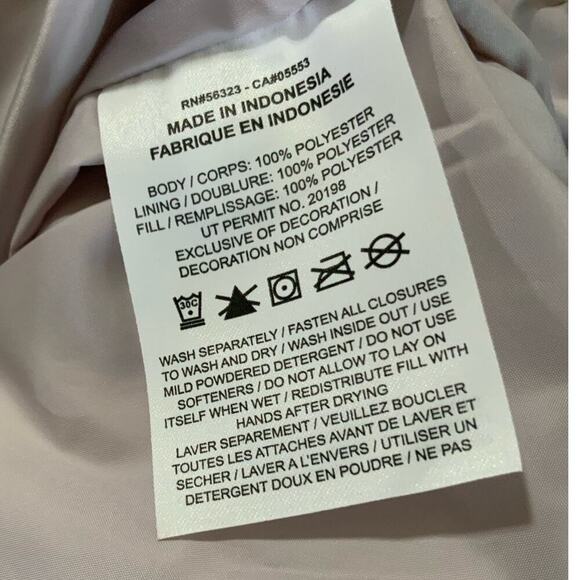 RN#56323 - CA#05553
MADE IN INDONESIA
FABRIQUE EN INDONESIE
BODY / CORPS: 100% POLYESTER
LINING / DOUBLURE: 100% POLYESTER
FILL / REMPLISSAGE: 100% POLYESTER
UT PERMIT NO. 20198
EXCLUSIVE OF DECORATION /
DECORATION NON COMPRISE
30C
WASH SEPARATELY / FASTEN ALL CLOSURES
TO WASH AND DRY / WASH INSIDE OUT / USE
MILD POWDERED DETERGENT / DO NOT USE
SOFTENERS / DO NOT ALLOW TO LAY ON
ITSELF WHEN WET / REDISTRIBUTE FILL WITH
HANDS AFTER DRYING
LAVER SEPAREMENT / VEUILLEZ BOUCLER
TOUTES LES ATTACHES AVANT DE LAVER ET
SECHER / LAVER A L'ENVERS / UTILISER UN
DETERGENT DOUX EN POUDRE / NE PAS